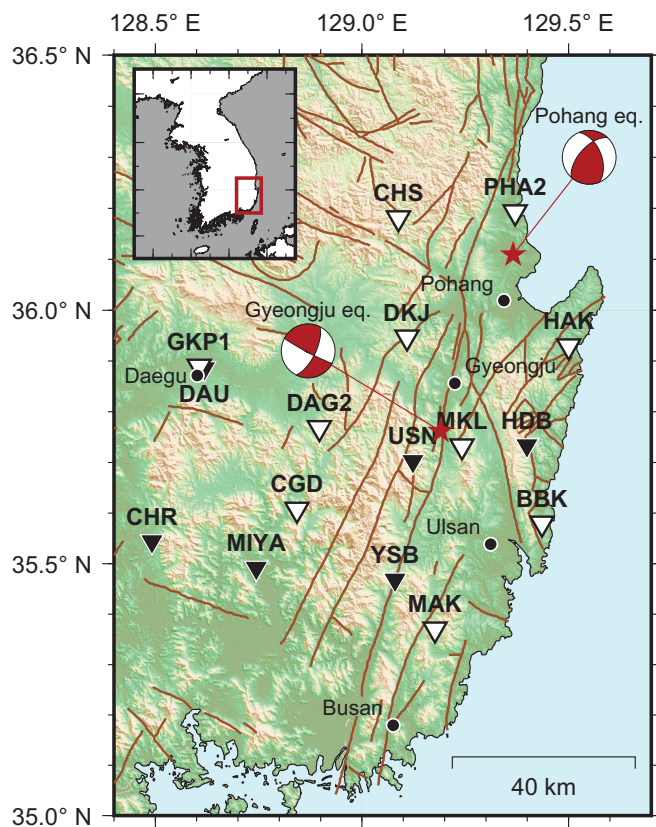 128.5° E
129.0° E
129.5° E
36.5° N
Pohang eq.
CHS
PHA2
Pohang
36.0° N
Gyeongju eq.
DKJ
HAK
GKP1
Daegu
Gyeongju
DAU
DAG2
USN
MKL
HDB
CGD
BBK
CHR
MIYA
Ulsan
35.5° N
YSB
MAK
Busan
40 km
35.0° N